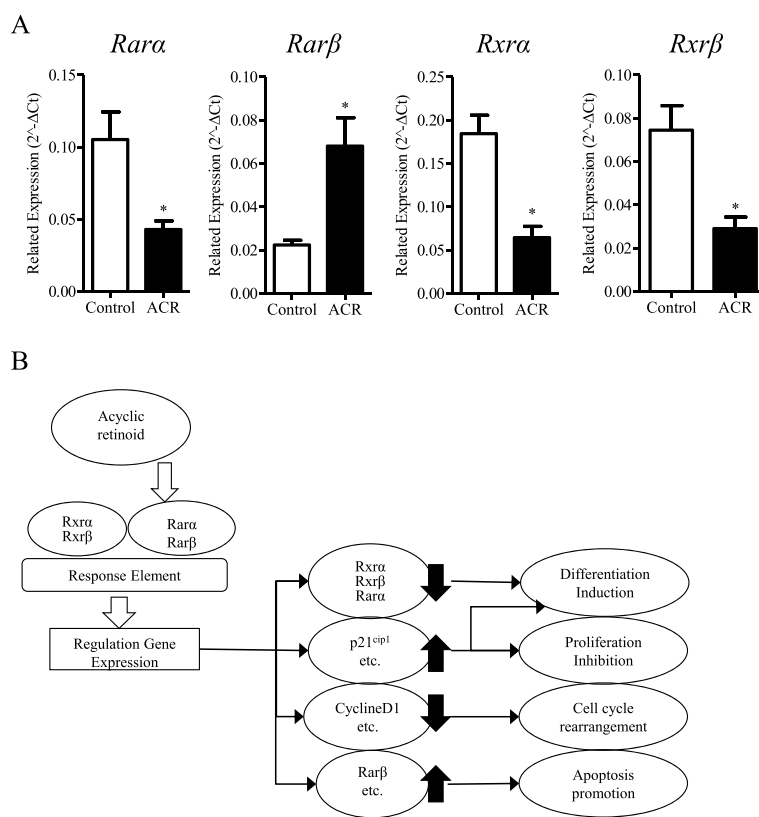 A
Rarα
Rarβ
Rxrα
Rxrβ
Related Expression (2^-ΔCt)
0.15
0.10
0.05
0.00
Control
ACR
*
Related Expression (2^-ΔCt)
0.10
0.08
0.06
0.04
0.02
0.00
Control
ACR
*
Related Expression (2^-ΔCt)
0.25
0.20
0.15
0.10
0.05
0.00
Control
ACR
*
Related Expression (2^-ΔCt)
0.10
0.08
0.06
0.04
0.02
0.00
Control
ACR
*
B
Acyclic
retinoid
Rxrα
Rxrβ
Rarα
Rarβ
Response Element
Regulation Gene
Expression
Rxrα
Rxrβ
Rarα
Differentiation
Induction
p21cip1
etc.
Proliferation
Inhibition
CyclineD1
etc.
Cell cycle
rearrangement
Rarβ
etc.
Apoptosis
promotion